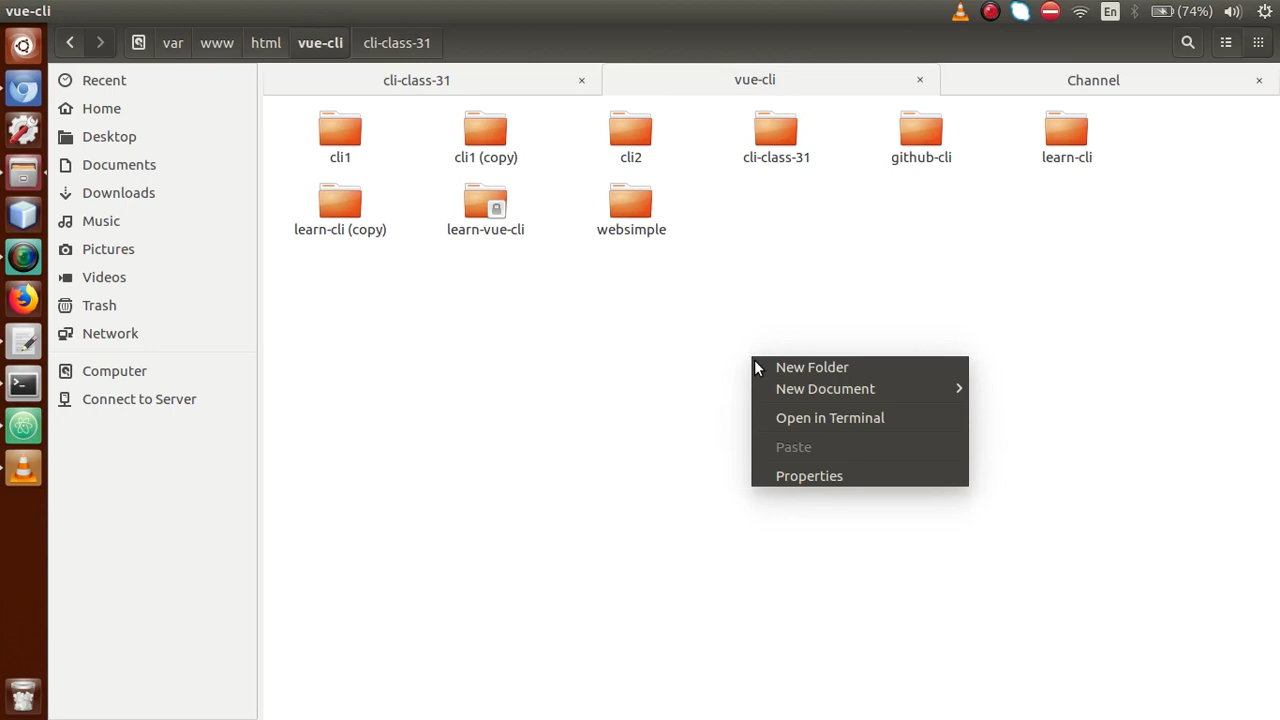 vue-cli
En
(74%)
var www html vue-cli cli-class-31
cli-class-31 × vue-cli × Channel ×
Recent
Home
Desktop
Documents
Downloads
Music
Pictures
Videos
Trash
Network
Computer
Connect to Server
cli1 cli1 (copy) cli2 cli-class-31 github-cli learn-cli
learn-cli (copy) learn-vue-cli websimple
New Folder
New Document
Open in Terminal
Paste
Properties